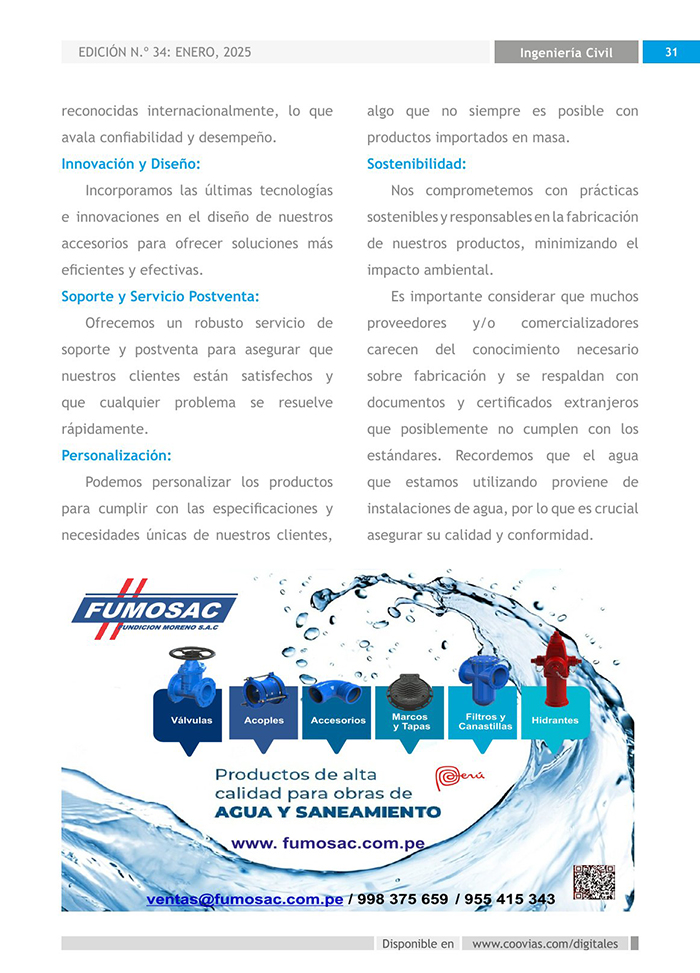 EDICIÓN N.º 34: ENERO, 2025
Ingeniería Civil
31
reconocidas internacionalmente, lo que
avala confiabilidad y desempeño.
Innovación y Diseño:
Incorporamos las últimas tecnologías
e innovaciones en el diseño de nuestros
accesorios para ofrecer soluciones más
eficientes y efectivas.
Soporte y Servicio Postventa:
Ofrecemos un robusto servicio de
soporte y postventa para asegurar que
nuestros clientes están satisfechos y
que cualquier problema se resuelve
rápidamente.
Personalización:
Podemos personalizar los productos
para cumplir con las especificaciones y
necesidades únicas de nuestros clientes,
algo que no siempre es posible con
productos importados en masa.
Sostenibilidad:
Nos comprometemos con prácticas
sostenibles y responsables en la fabricación
de nuestros productos, minimizando el
impacto ambiental.
Es importante considerar que muchos
proveedores y/o comercializadores
carecen del conocimiento necesario
sobre fabricación y se respaldan con
documentos y certificados extranjeros
que posiblemente no cumplen con los
estándares. Recordemos que el agua
que estamos utilizando proviene de
instalaciones de agua, por lo que es crucial
asegurar su calidad y conformidad.
FUMOSAC
FUNDICION MORENO S.A.C
Válvulas
Acoples
Accesorios
Marcos
y Tapas
Filtros y
Canastillas
Hidrantes
Productos de alta
calidad para obras de
AGUA Y SANEAMIENTO
Perú
www. fumosac.com.pe
ventas@fumosac.com.pe / 998 375 659 / 955 415 343
Disponible en
www.coovias.com/digitales